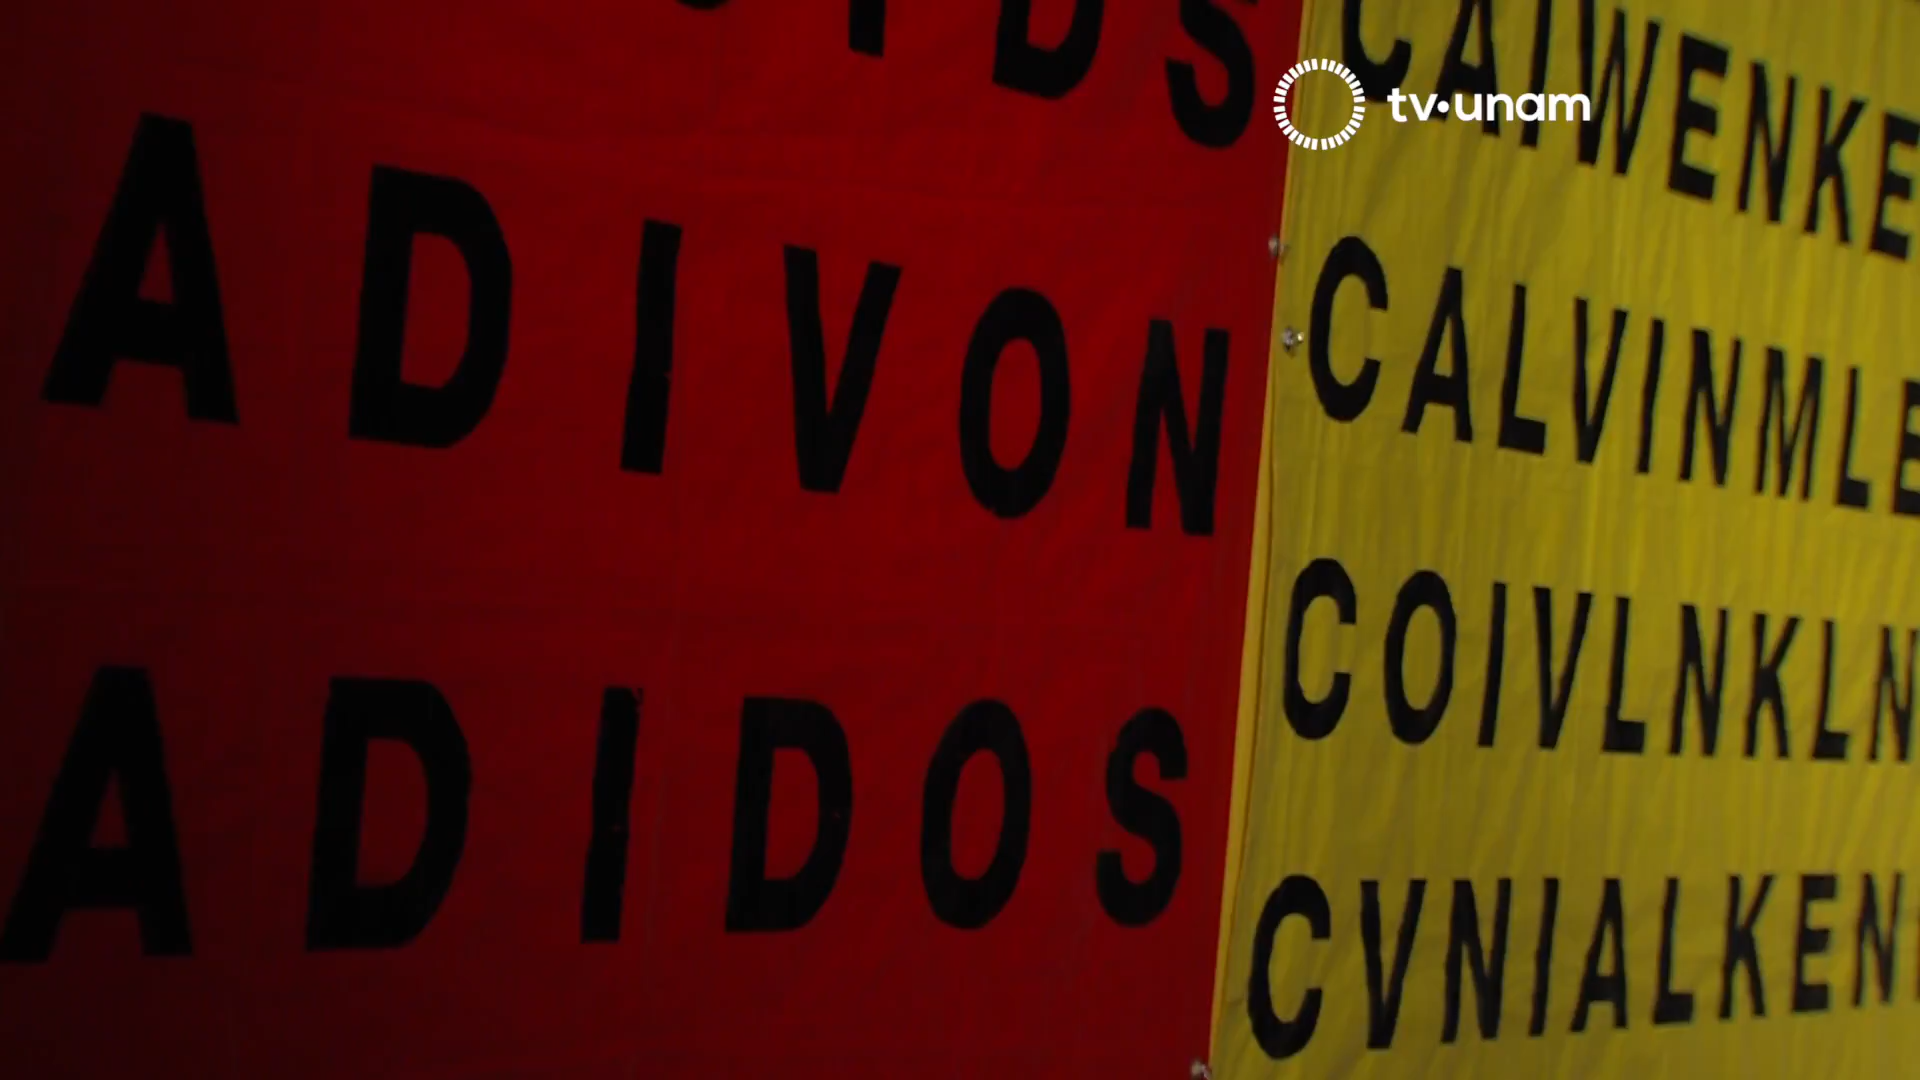 tv·unam
ADIVON
ADIDOS
CAIWENKE
CALVINMLE
COIVLNKLN
CVNIALKEN